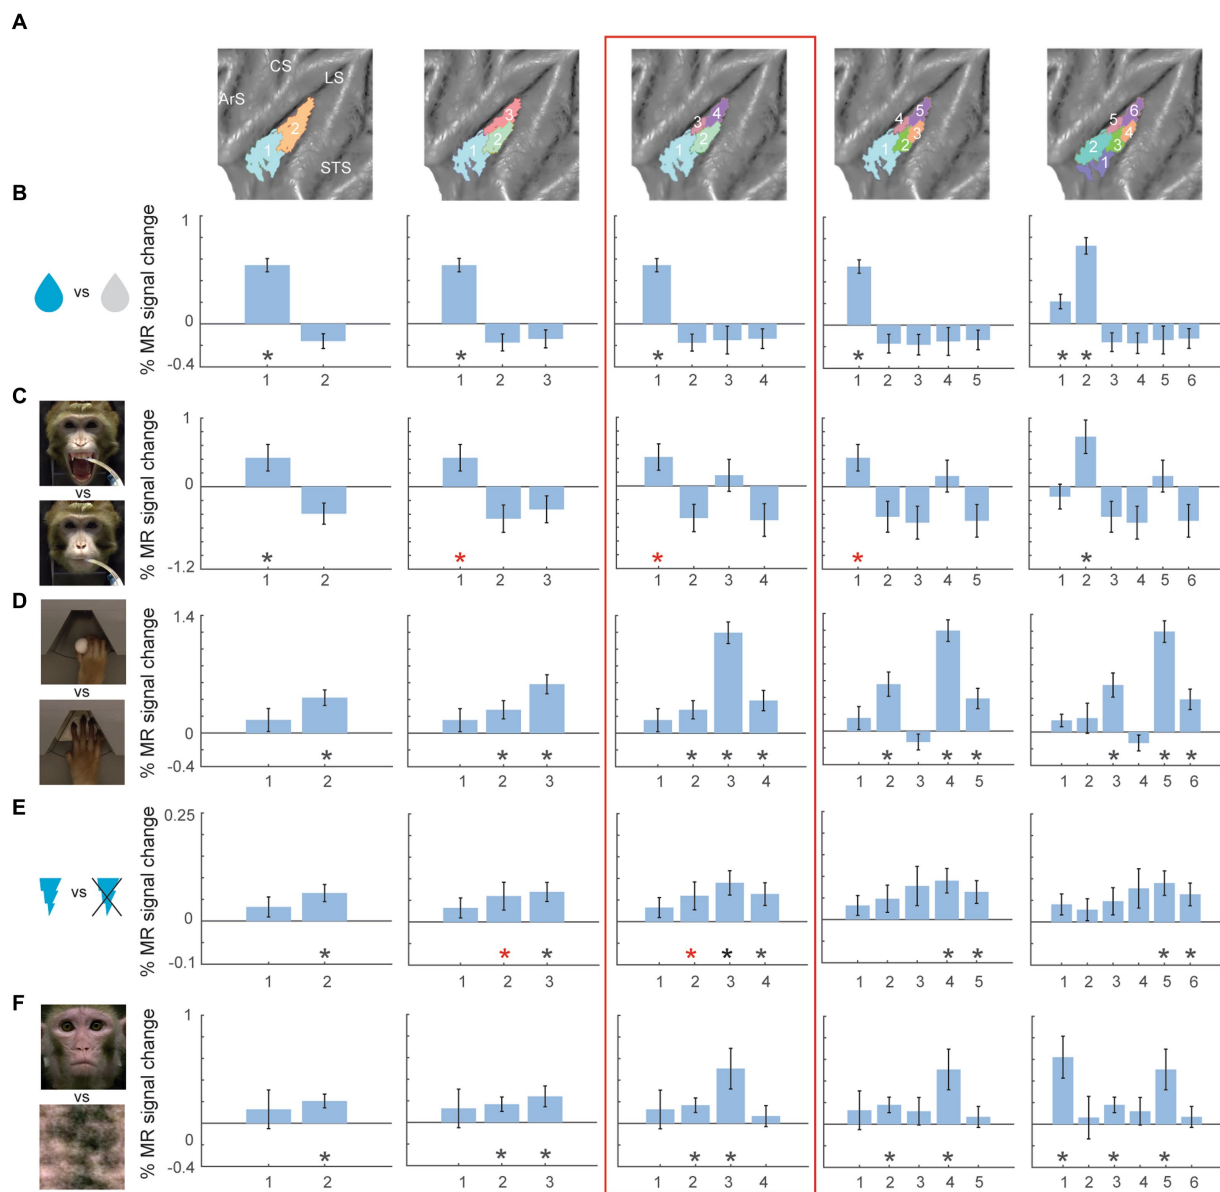 A
CS
LS
ArS
STS
1 2
1 2 3
1 2 3 4
1 2 3 4 5
1 2 3 4 5 6
B
% MR signal change
1
0
-0.4
vs
* * * * * *
1 2 1 2 3 1 2 3 4 1 2 3 4 5 1 2 3 4 5 6
C
% MR signal change
1
0
-1.2
vs
* * * * *
1 2 1 2 3 1 2 3 4 1 2 3 4 5 1 2 3 4 5 6
D
% MR signal change
1.4
0
-0.4
vs
* * * * * * * * * * * *
1 2 1 2 3 1 2 3 4 1 2 3 4 5 1 2 3 4 5 6
E
% MR signal change
0.25
0
-0.1
vs
* * * * * * * * * *
1 2 1 2 3 1 2 3 4 1 2 3 4 5 1 2 3 4 5 6
F
% MR signal change
1
0
-0.4
vs
* * * * * * * * * *
1 2 1 2 3 1 2 3 4 1 2 3 4 5 1 2 3 4 5 6